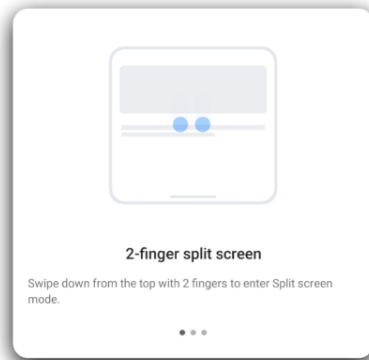 2-finger split screen
Swipe down from the top with 2 fingers to enter Split screen
mode.